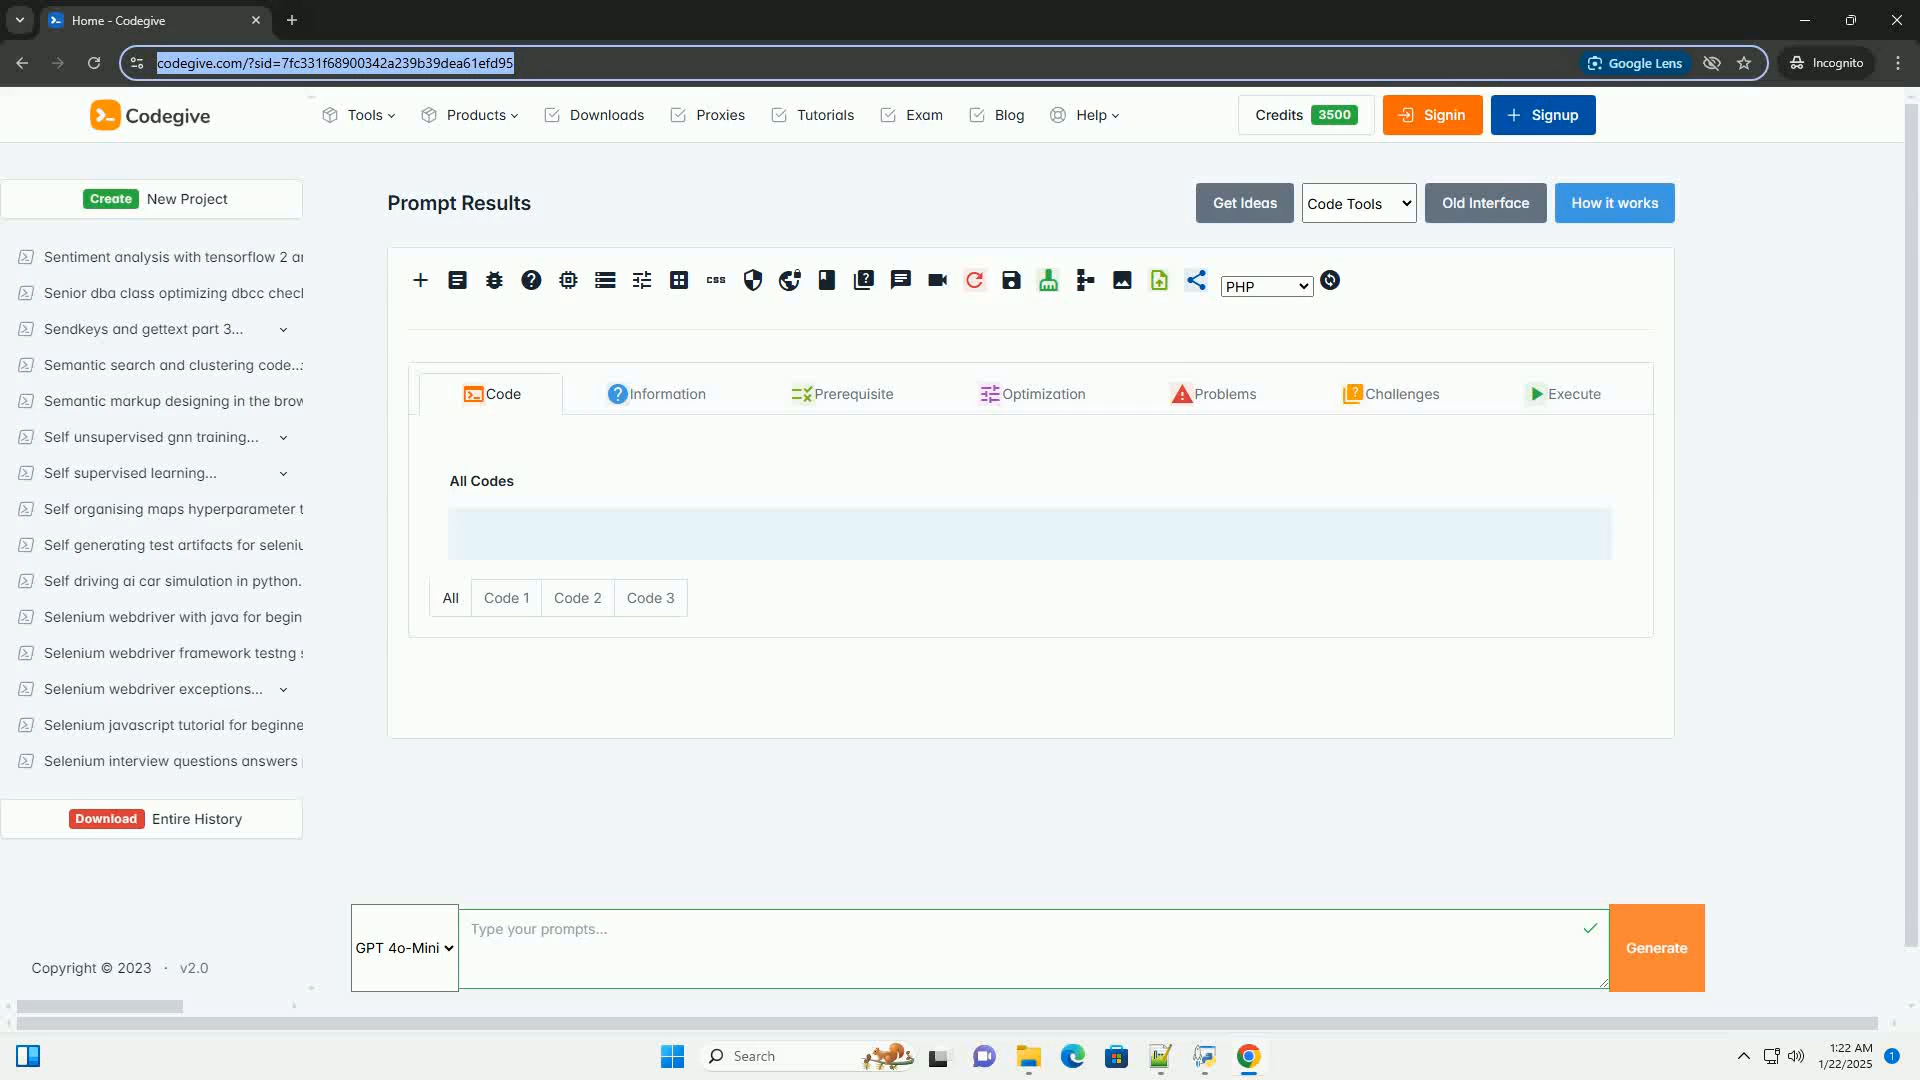 Home - Codegive
codegive.com/?sid=7fc331f68900342a239b39dea61efd95
Google Lens
Incognito
Codegive
Tools
Products
Downloads
Proxies
Tutorials
Exam
Blog
Help
Credits 3500
Signin
Signup
Create New Project
Sentiment analysis with tensorflow 2 ar
Senior dba class optimizing dbcc checl
Sendkeys and gettext part 3...
Semantic search and clustering code...
Semantic markup designing in the brow
Self unsupervised gnn training...
Self supervised learning...
Self organising maps hyperparameter t
Self generating test artifacts for seleniu
Self driving ai car simulation in python.
Selenium webdriver with java for begin
Selenium webdriver framework testng s
Selenium webdriver exceptions...
Selenium javascript tutorial for beginne
Selenium interview questions answers
Download Entire History
Copyright © 2023 · v2.0
Prompt Results
Get Ideas
Code Tools
Old Interface
How it works
css
PHP
Code
Information
Prerequisite
Optimization
Problems
Challenges
Execute
All Codes
All
Code 1
Code 2
Code 3
GPT 4o-Mini
Type your prompts...
Generate
Search
1:22 AM
1/22/2025
1